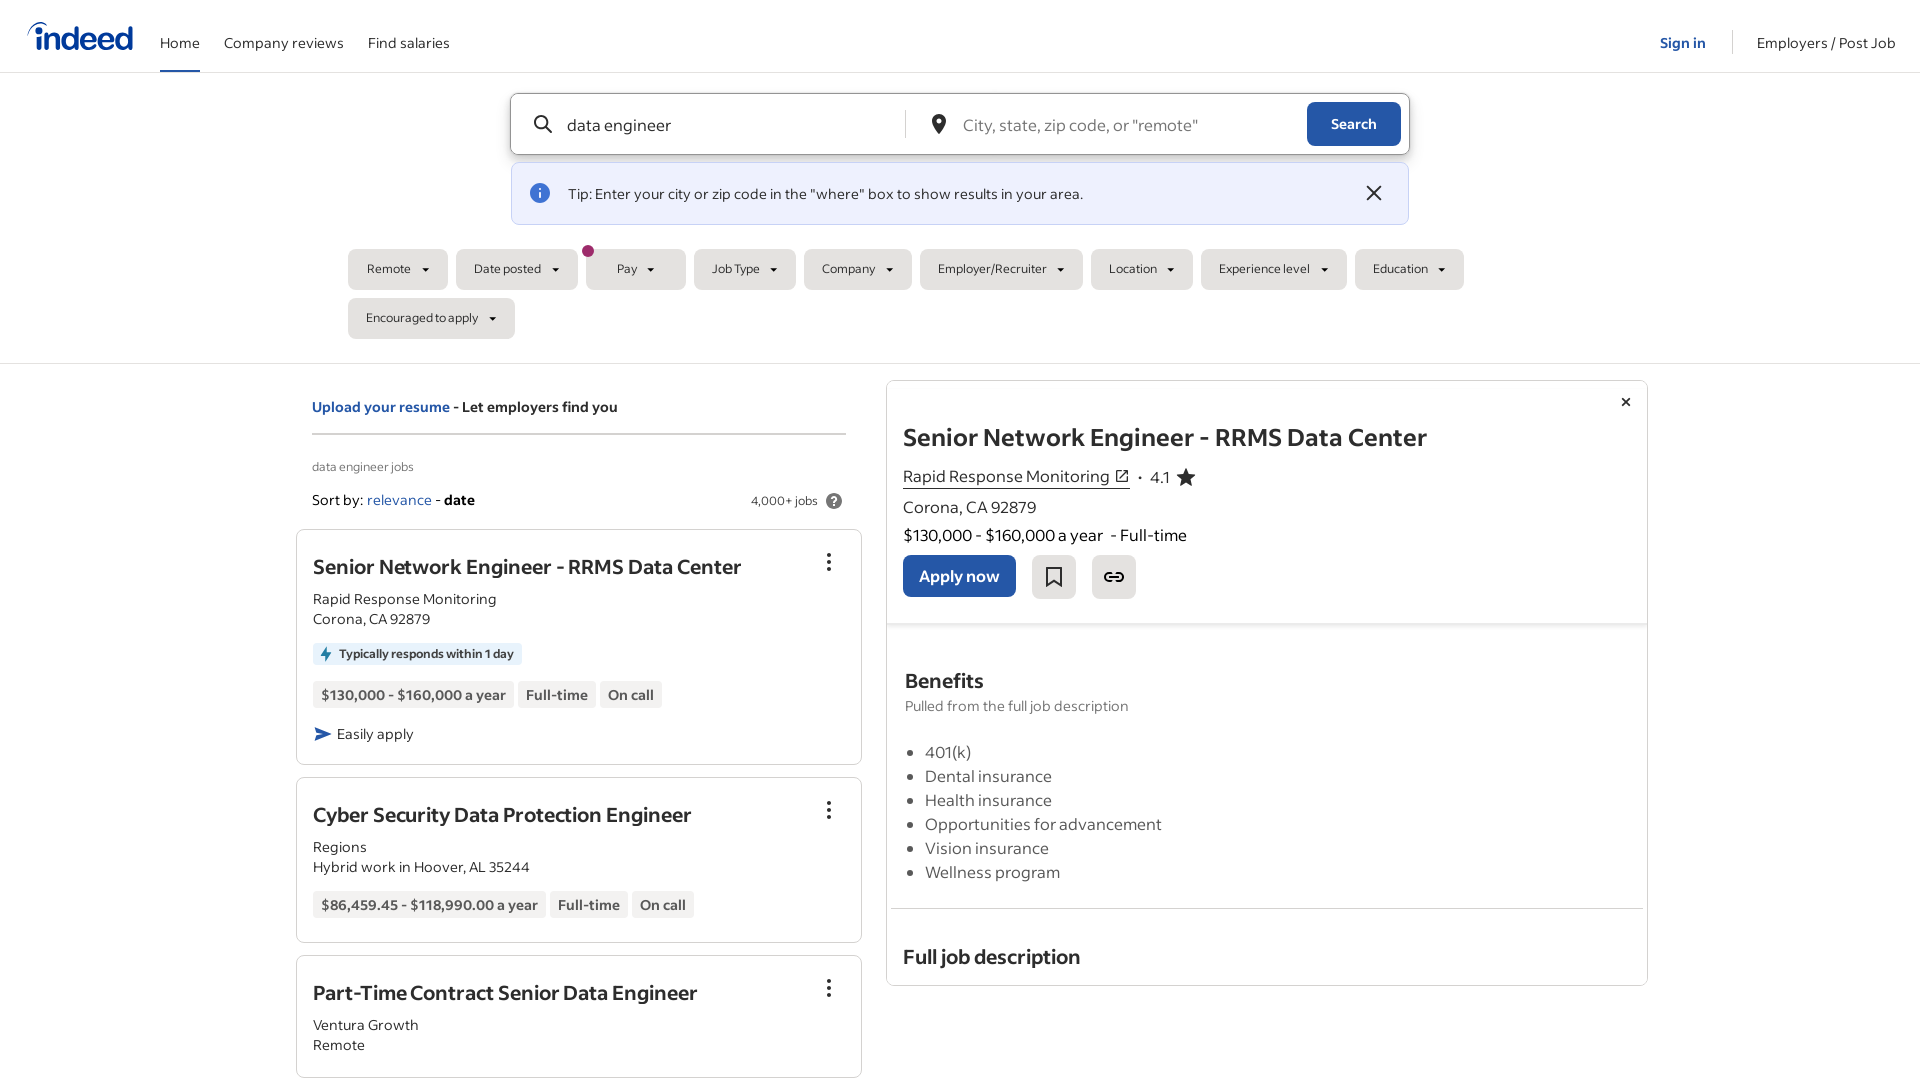 indeed
Home
Company reviews
Find salaries
Sign in
Employers / Post Job
data engineer
City, state, zip code, or "remote"
Search
Tip: Enter your city or zip code in the "where" box to show results in your area.
Remote
Date posted
Pay
Job Type
Company
Employer/Recruiter
Location
Experience level
Education
Encouraged to apply
Upload your resume - Let employers find you
data engineer jobs
Sort by: relevance - date
4,000+ jobs
Senior Network Engineer - RRMS Data Center
Rapid Response Monitoring
Corona, CA 92879
Typically responds within 1 day
$130,000 - $160,000 a year
Full-time
On call
Easily apply
Cyber Security Data Protection Engineer
Regions
Hybrid work in Hoover, AL 35244
$86,459.45 - $118,990.00 a year
Full-time
On call
Part-Time Contract Senior Data Engineer
Ventura Growth
Remote
Senior Network Engineer - RRMS Data Center
Rapid Response Monitoring • 4.1
Corona, CA 92879
$130,000 - $160,000 a year - Full-time
Apply now
Benefits
Pulled from the full job description
401(k)
Dental insurance
Health insurance
Opportunities for advancement
Vision insurance
Wellness program
Full job description